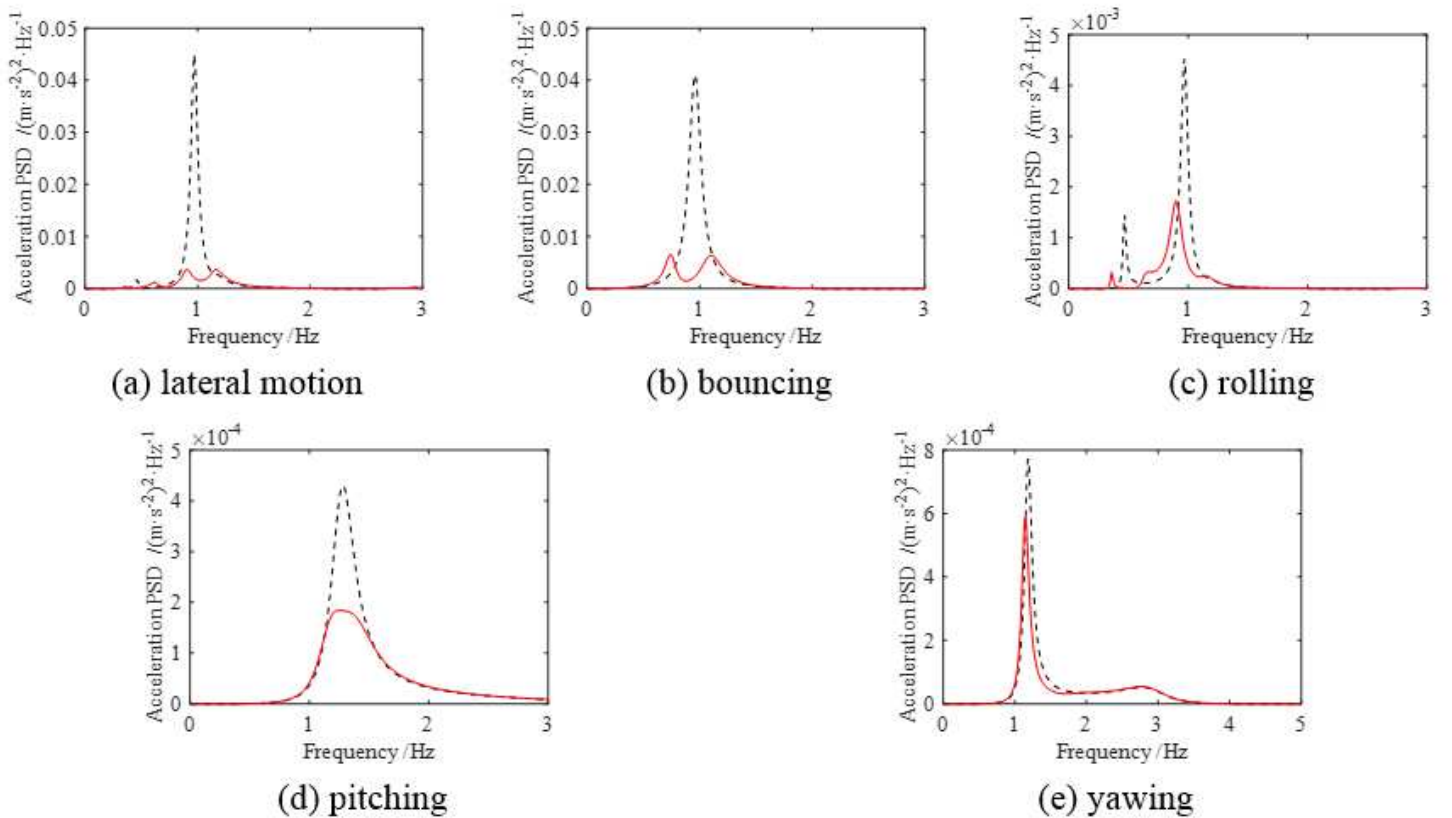 0.05
0.04
0.03
0.02
0.01
0
0 1 2 3
Acceleration PSD /(m·s⁻²)²·Hz⁻¹
Frequency /Hz
(a) lateral motion
0.05
0.04
0.03
0.02
0.01
0
0 1 2 3
Acceleration PSD /(m·s⁻²)²·Hz⁻¹
Frequency /Hz
(b) bouncing
×10⁻³
5
4
3
2
1
0
0 1 2 3
Acceleration PSD /(m·s⁻²)²·Hz⁻¹
Frequency /Hz
(c) rolling
×10⁻⁴
5
4
3
2
1
0
0 1 2 3
Acceleration PSD /(m·s⁻²)²·Hz⁻¹
Frequency /Hz
(d) pitching
×10⁻⁴
8
6
4
2
0
0 1 2 3 4 5
Acceleration PSD /(m·s⁻²)²·Hz⁻¹
Frequency /Hz
(e) yawing